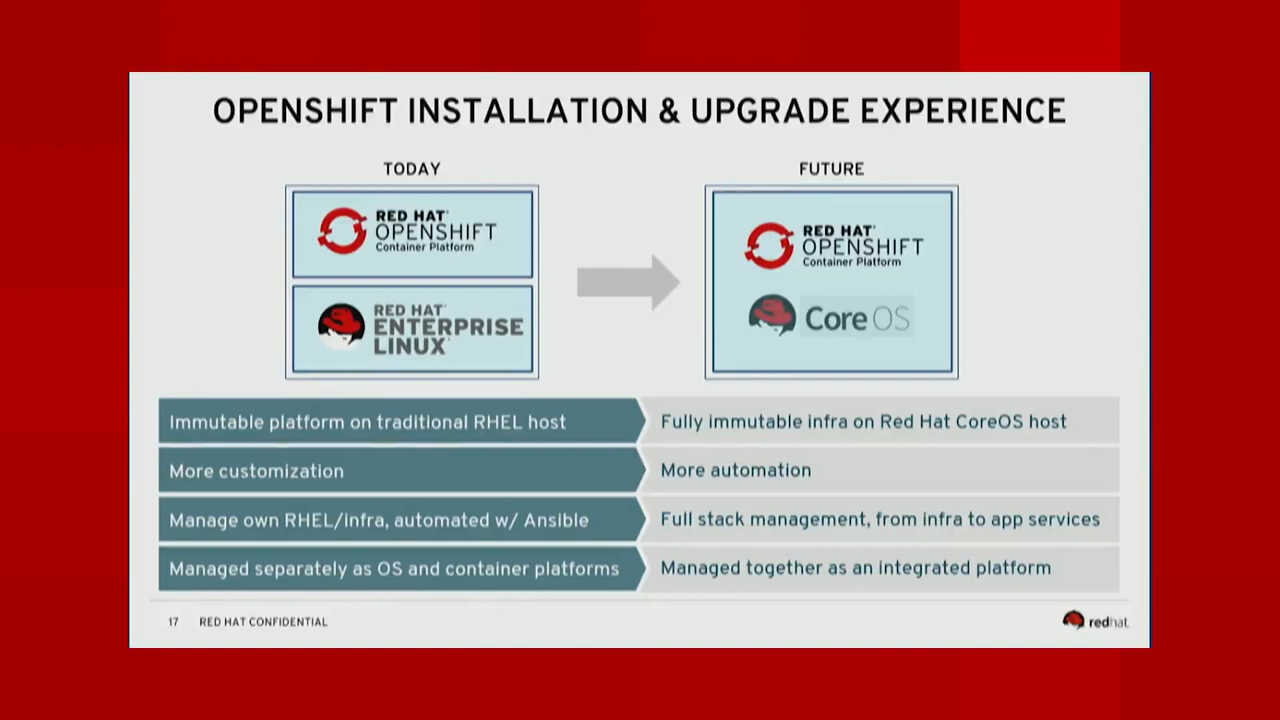 OPENSHIFT INSTALLATION & UPGRADE EXPERIENCE
TODAY
FUTURE
RED HAT
OPENSHIFT
Container Platform
RED HAT
ENTERPRISE
LINUX
RED HAT
OPENSHIFT
Container Platform
CoreOS
Immutable platform on traditional RHEL host
Fully immutable infra on Red Hat CoreOS host
More customization
More automation
Manage own RHEL/infra, automated w/ Ansible
Full stack management, from infra to app services
Managed separately as OS and container platforms
Managed together as an integrated platform
17 RED HAT CONFIDENTIAL
redhat